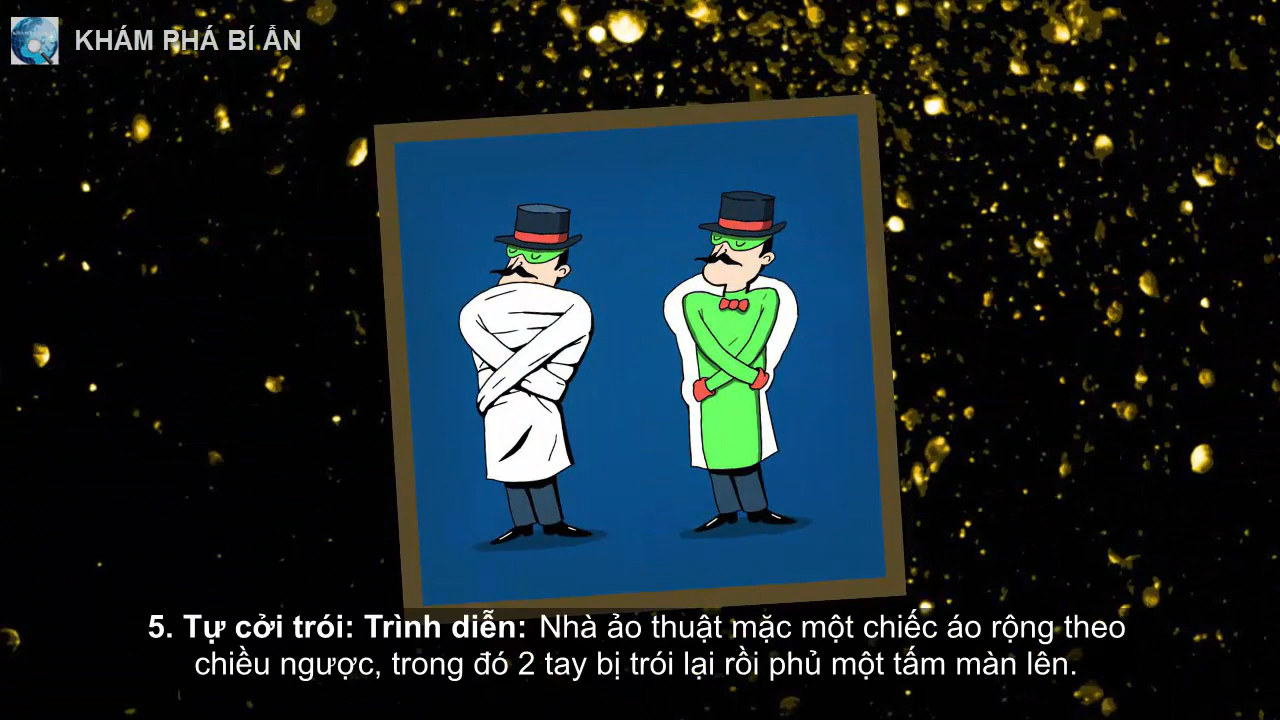 KHÁM PHÁ BÍ ẨN
5. Tự cởi trói: Trình diễn: Nhà ảo thuật mặc một chiếc áo rộng theo
chiều ngược, trong đó 2 tay bị trói lại rồi phủ một tấm màn lên.